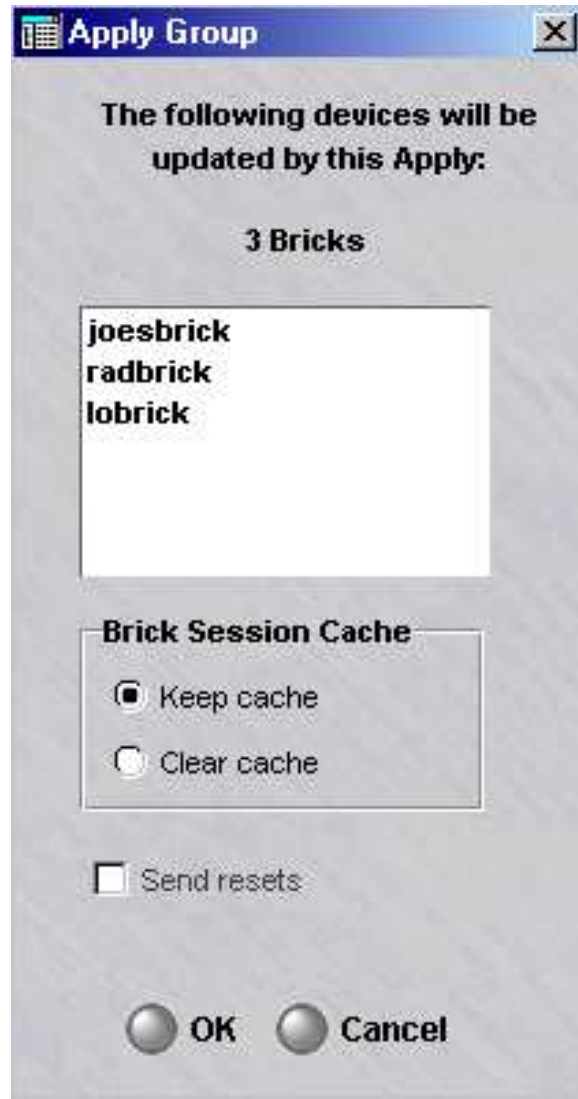 Apply Group
The following devices will be
updated by this Apply:
3 Bricks
joesbrick
radbrick
lobrick
Brick Session Cache
Keep cache
Clear cache
Send resets
OK Cancel